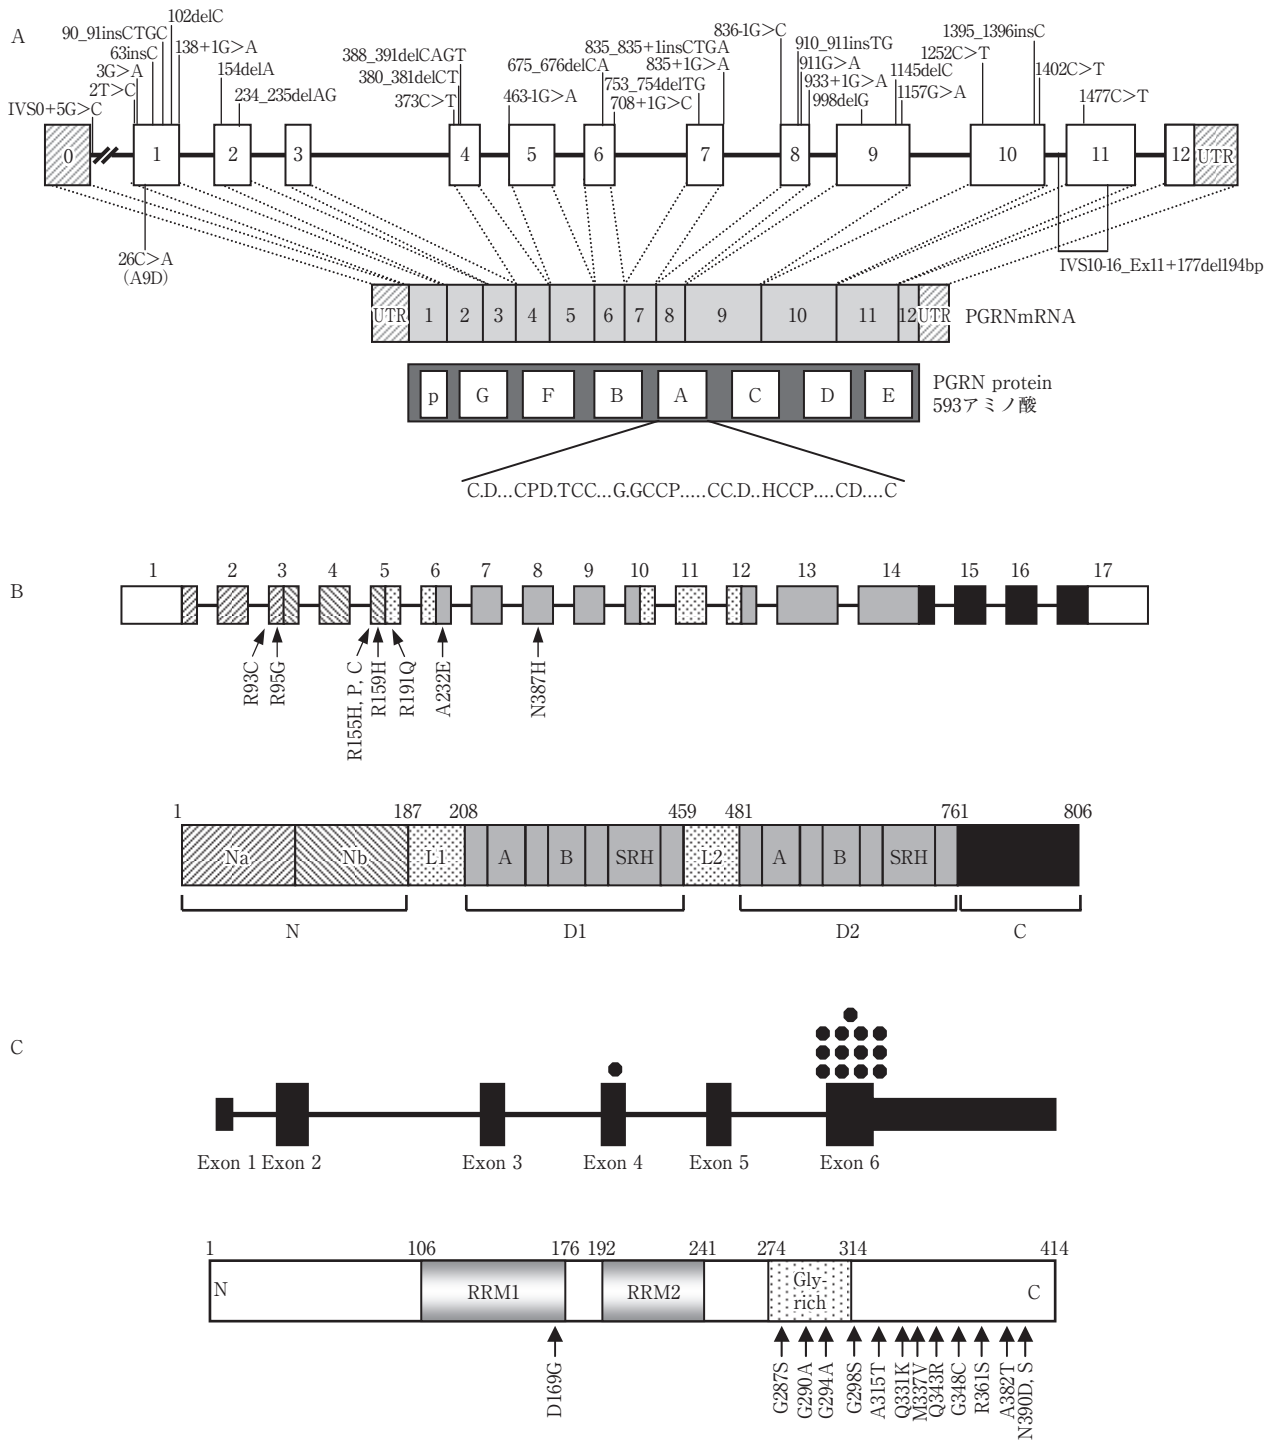 A
102delC
90_91insCTGC
63insC
138+1G>A
3G>A
154delA
2T>C
234_235delAG
IVS0+5G>C
388_391delCAGT
380_381delCT
373C>T
675_676delCA
463-1G>A
835_835+1insCTGA
835+1G>A
753_754delTG
708+1G>C
836-1G>C
910_911insTG
911G>A
933+1G>A
998delG
1395_1396insC
1252C>T
1145delC
1157G>A
1402C>T
1477C>T
0 1 2 3 4 5 6 7 8 9 10 11 12 UTR
26C>A
(A9D)
IVS10-16_Ex11+177del194bp
UTR 1 2 3 4 5 6 7 8 9 10 11 12 UTR PGRNmRNA
p G F B A C D E
PGRN protein
593アミノ酸
C.D...CPD.TCC...G.GCCP.....CC.D..HCCP....CD....C
B
1 2 3 4 5 6 7 8 9 10 11 12 13 14 15 16 17
R93C
R95G
R155H, P, C
R159H
R191Q
A232E
N387H
1 187 208 459 481 761 806
Na Nb L1 A B SRH L2 A B SRH
N D1 D2 C
C
Exon 1 Exon 2 Exon 3 Exon 4 Exon 5 Exon 6
1 106 176 192 241 274 314 414
N RRM1 RRM2 Gly-
rich C
D169G
G287S
G290A
G294A
G298S
A315T
Q331K
M337V
Q343R
G348C
R361S
A382T
N390D, S